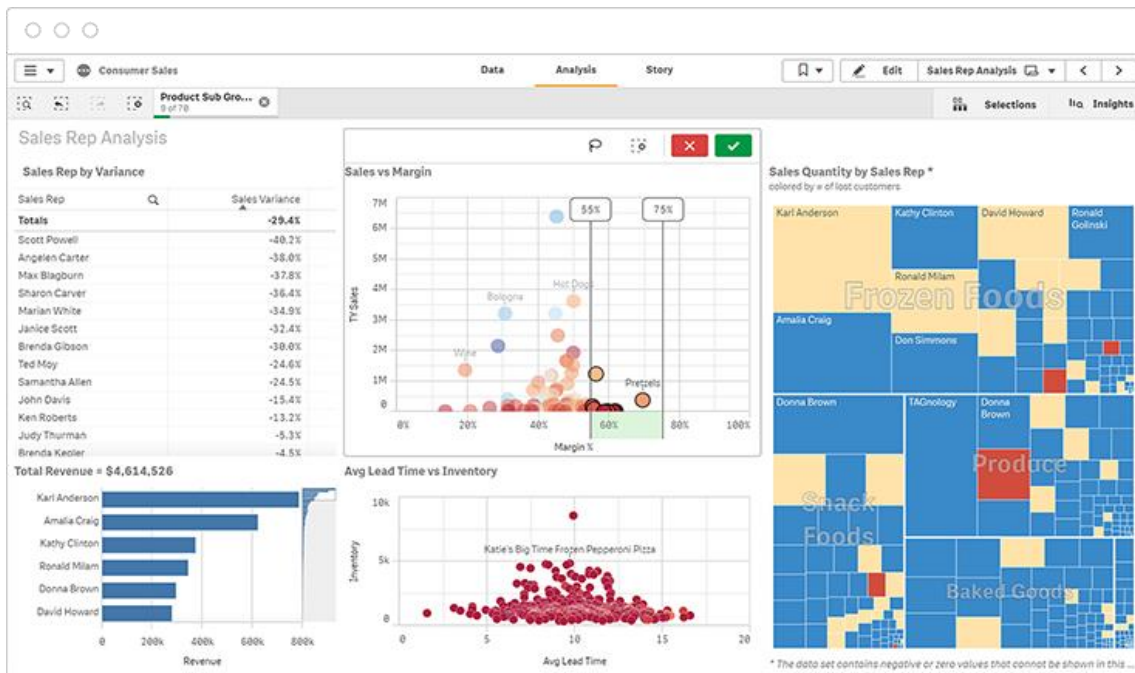 Consumer Sales
Data
Analysis
Story
Edit
Sales Rep Analysis
Product Sub Gro...
9 of 70
Selections
Insights
Sales Rep Analysis
Sales Rep by Variance
Sales Rep Sales Variance
Totals -29.4%
Scott Powell -40.2%
Angelen Carter -38.0%
Max Blagburn -37.8%
Sharon Carver -36.4%
Marian White -34.9%
Janice Scott -32.4%
Brenda Gibson -30.0%
Ted Moy -24.6%
Samantha Allen -24.5%
John Davis -15.4%
Ken Roberts -13.2%
Judy Thurman -5.3%
Brenda Kegler -4.5%
Sales vs Margin
55% 75%
7M
6M
4M
3M
2M
1M
0
TY Sales
Bologna
Hot Dogs
Wine
Pretzels
0% 20% 40% 60% 80% 100%
Margin %
Sales Quantity by Sales Rep *
colored by # of lost customers
Karl Anderson
Kathy Clinton
David Howard
Ronald
Golinski
Ronald Milam
Frozen Foods
Amalia Craig
Don Simmons
Donna Brown
TAGnology
Donna
Brown
Produce
Snack
Foods
Baked Goods
* The data set contains negative or zero values that cannot be shown in this ...
Total Revenue = $4,614,526
Karl Anderson
Amalia Craig
Kathy Clinton
Ronald Milam
Donna Brown
David Howard
0 200k 400k 600k 800k
Revenue
Avg Lead Time vs Inventory
10k
5k
0
Inventory
Katie's Big Time Frozen Pepperoni Pizza
0 5 10 15 20
Avg Lead Time